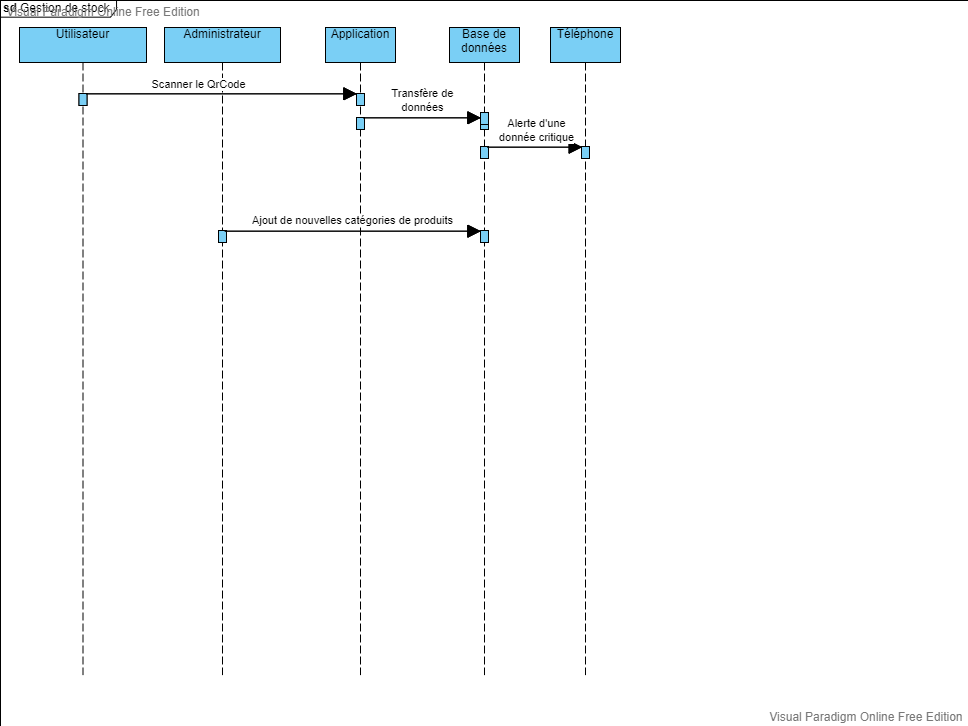 sd Gestion de stock
Visual Paradigm Online Free Edition
Utilisateur
Administrateur
Application
Base de
données
Téléphone
Scanner le QrCode
Transfère de
données
Alerte d'une
donnée critique
Ajout de nouvelles catégories de produits
Visual Paradigm Online Free Edition